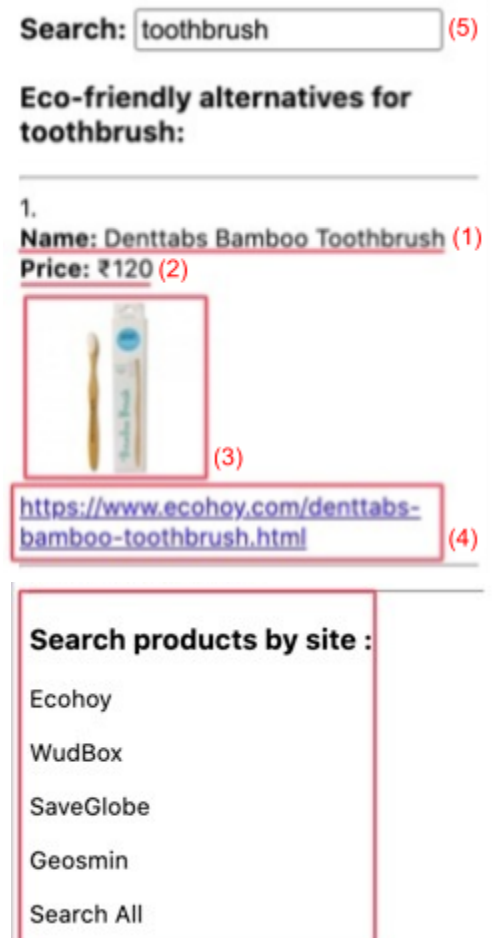 Search: toothbrush (5)
Eco-friendly alternatives for
toothbrush:
1.
Name: Denttabs Bamboo Toothbrush (1)
Price: ₹120 (2)
(3)
https://www.ecohoy.com/denttabs-
bamboo-toothbrush.html (4)
Search products by site :
Ecohoy
WudBox
SaveGlobe
Geosmin
Search All